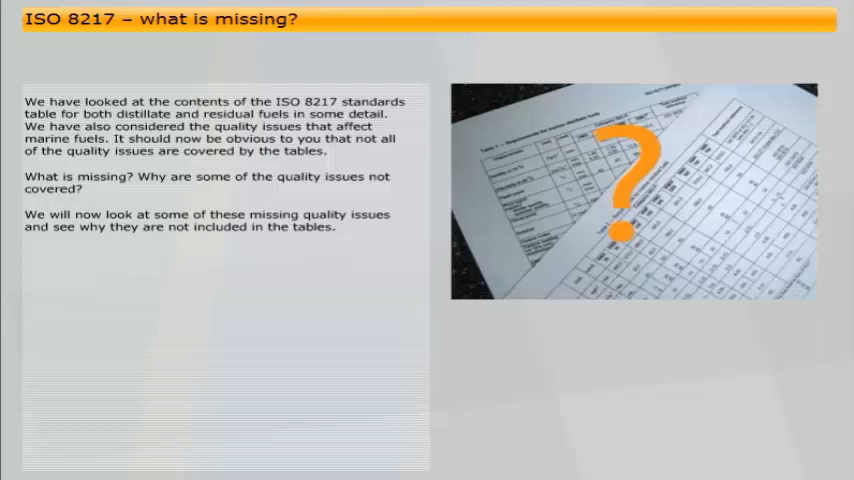 ISO 8217 – what is missing?
We have looked at the contents of the ISO 8217 standards
table for both distillate and residual fuels in some detail.
We have also considered the quality issues that affect
marine fuels. It should now be obvious to you that not all
of the quality issues are covered by the tables.
What is missing? Why are some of the quality issues not
covered?
We will now look at some of these missing quality issues
and see why they are not included in the tables.
?